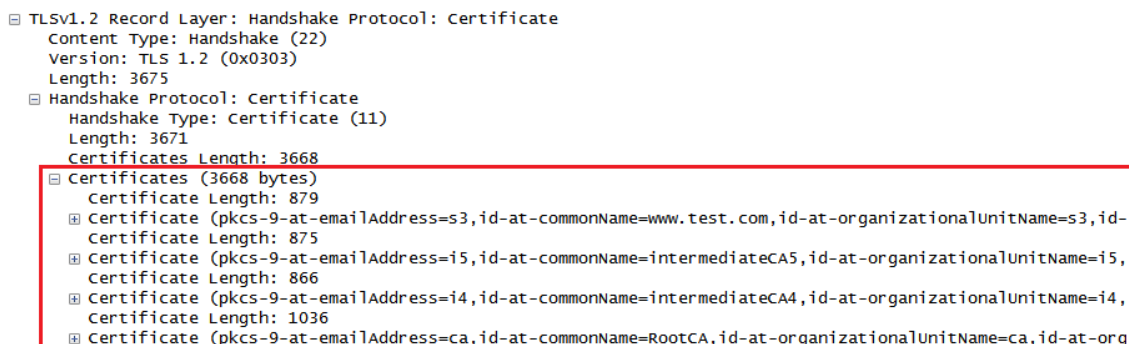 TLSv1.2 Record Layer: Handshake Protocol: Certificate
Content Type: Handshake (22)
Version: TLS 1.2 (0x0303)
Length: 3675
Handshake Protocol: Certificate
Handshake Type: Certificate (11)
Length: 3671
Certificates Length: 3668
Certificates (3668 bytes)
Certificate Length: 879
Certificate (pkcs-9-at-emailAddress=s3,id-at-commonName=www.test.com,id-at-organizationalUnitName=s3,id-
Certificate Length: 875
Certificate (pkcs-9-at-emailAddress=i5,id-at-commonName=intermediateCA5,id-at-organizationalUnitName=i5,
Certificate Length: 866
Certificate (pkcs-9-at-emailAddress=i4,id-at-commonName=intermediateCA4,id-at-organizationalUnitName=i4,
Certificate Length: 1036
Certificate (pkcs-9-at-emailAddress=ca,id-at-commonName=RootCA,id-at-organizationalUnitName=ca,id-at-org